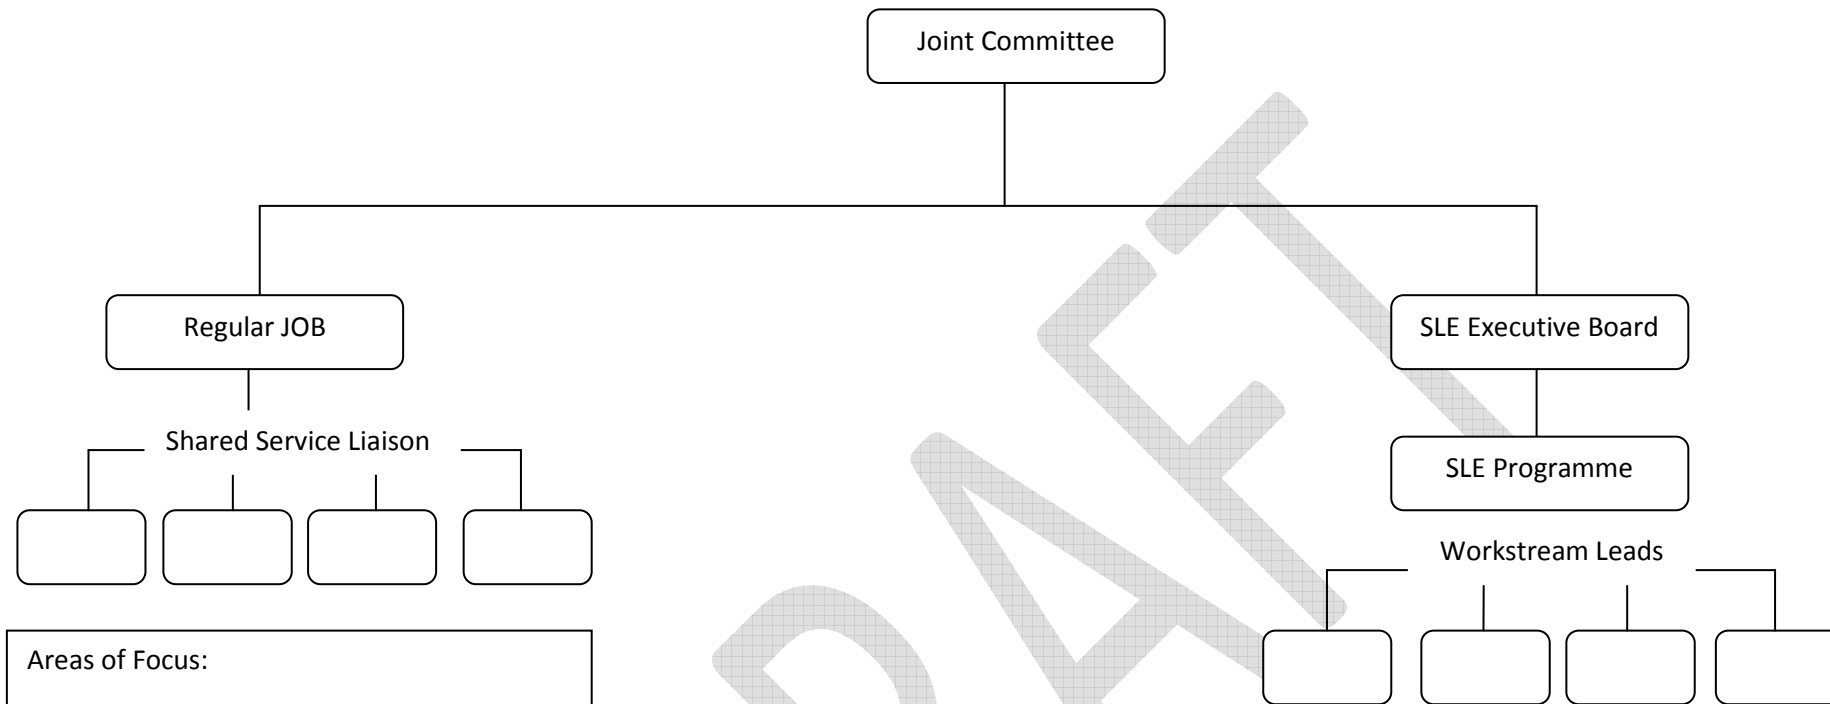 Joint Committee
Regular JOB
SLE Executive Board
Shared Service Liaison
SLE Programme
Workstream Leads
Areas of Focus:
DRAFT